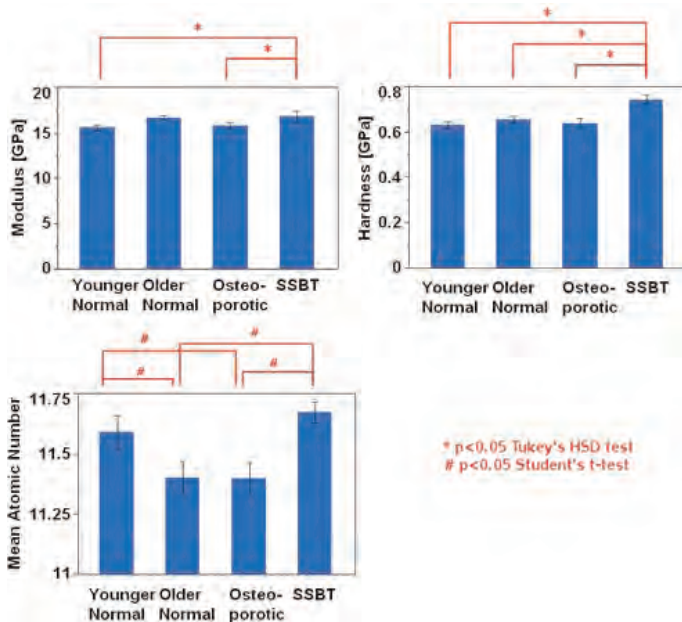 *
*
20
15
10
5
0
Modulus [GPa]
Younger Older Osteo- SSBT
Normal Normal porotic
*
*
*
0.8
0.6
0.4
0.2
0
Hardness [GPa]
Younger Older Osteo- SSBT
Normal Normal porotic
#
#
#
#
11.75
11.5
11.25
11
Mean Atomic Number
Younger Older Osteo- SSBT
Normal Normal porotic
* p<0.05 Tukey's HSD test
# p<0.05 Student's t-test